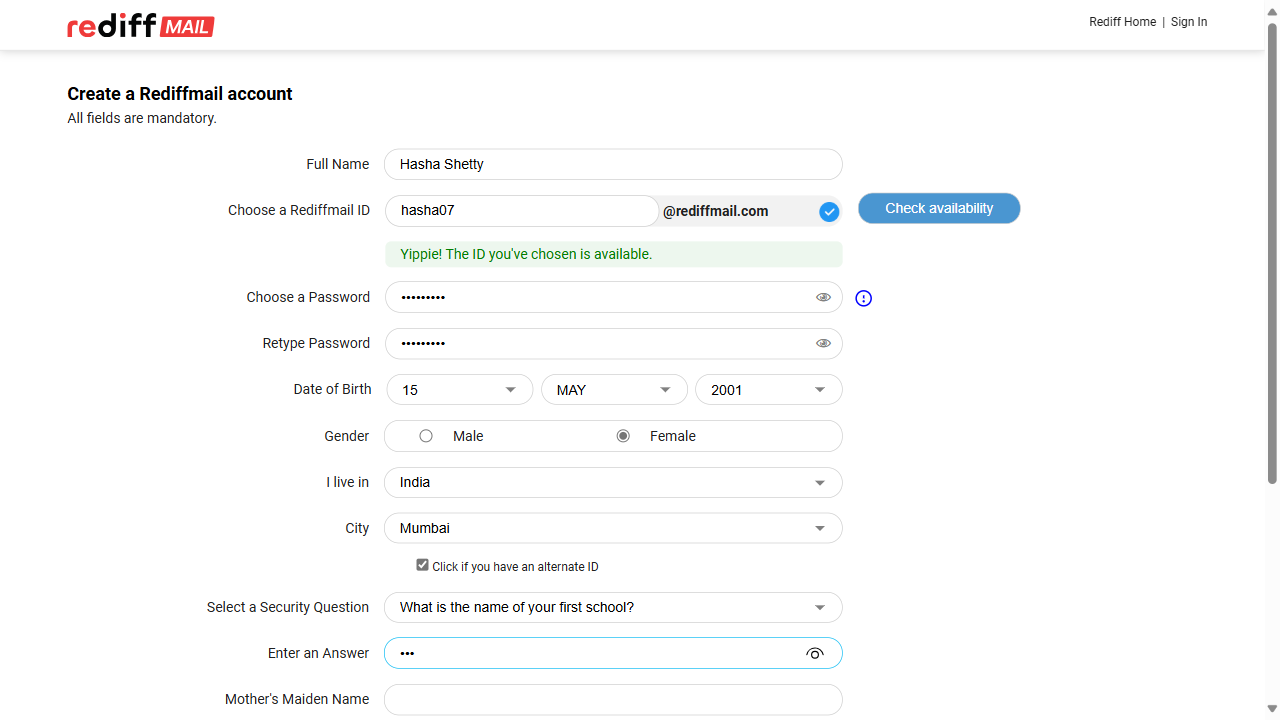 rediff MAIL
Rediff Home | Sign In
Create a Rediffmail account
All fields are mandatory.
Full Name Hasha Shetty
Choose a Rediffmail ID hasha07 @rediffmail.com Check availability
Yippie! The ID you've chosen is available.
Choose a Password •••••••••
Retype Password •••••••••
Date of Birth 15 MAY 2001
Gender Male Female
I live in India
City Mumbai
Click if you have an alternate ID
Select a Security Question What is the name of your first school?
Enter an Answer •••
Mother's Maiden Name